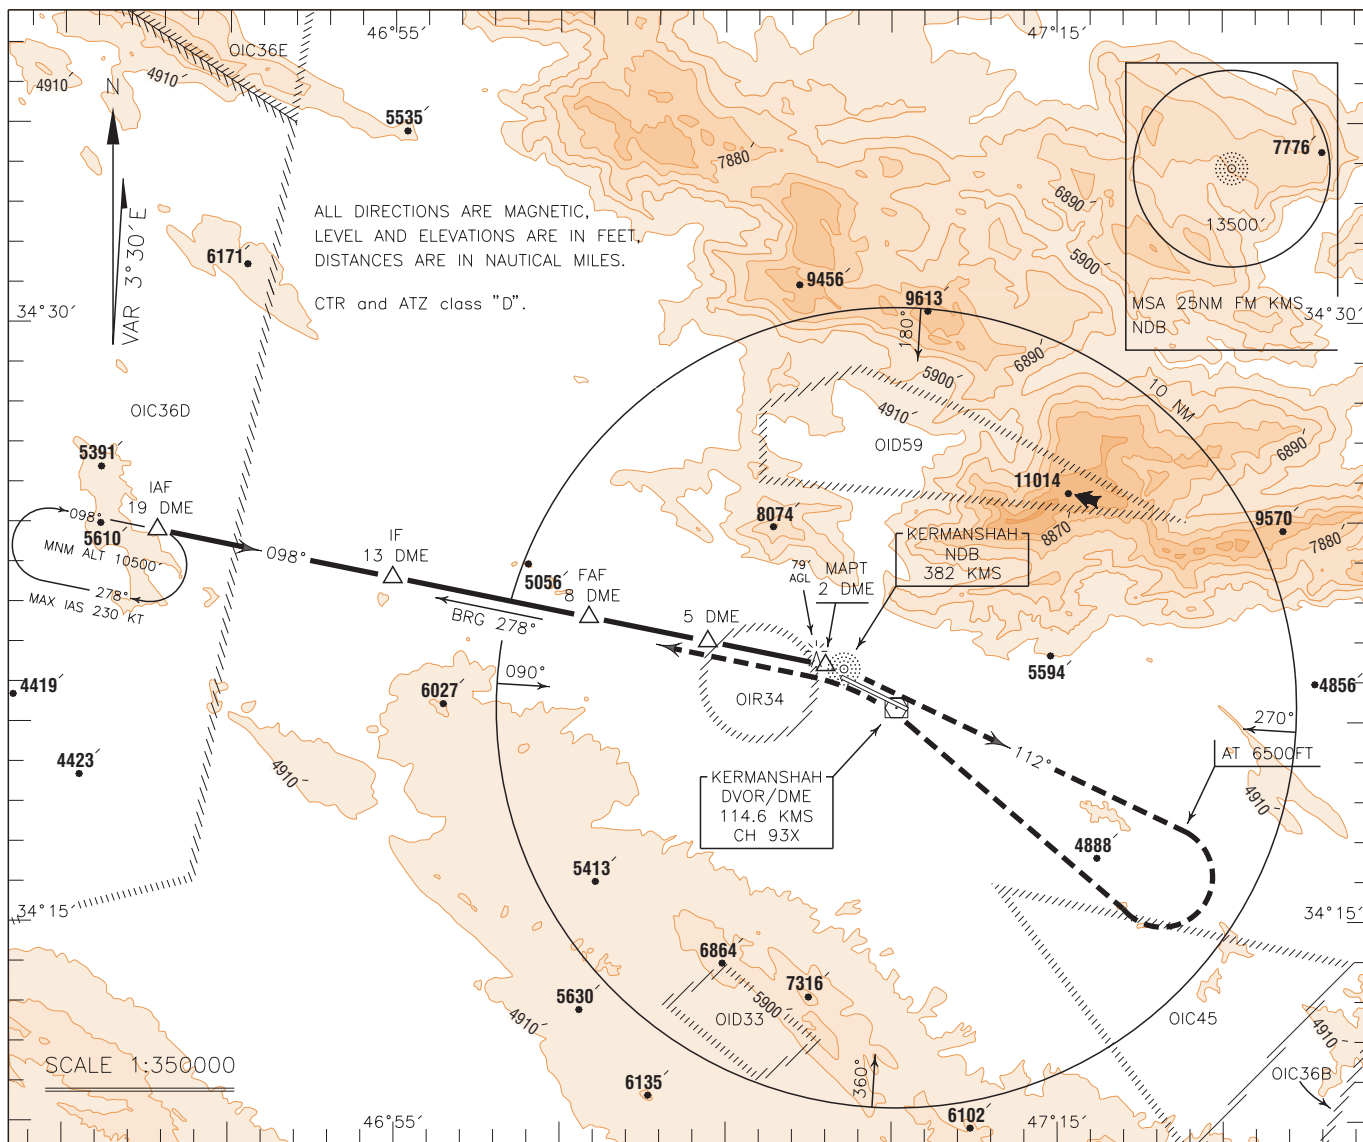 46°55′
47°15′
OIC36E
4910′
4910′
N
5535′
7880′
7776′
6890′
13500′
VAR 3°30′E
ALL DIRECTIONS ARE MAGNETIC,
LEVEL AND ELEVATIONS ARE IN FEET,
DISTANCES ARE IN NAUTICAL MILES.
CTR and ATZ class "D".
6171′
5900′
9456′
9613′
MSA 25NM FM KMS
NDB
34°30′
34°30′
180°
6890′
5900′
10 NM
4910′
OIC36D
OID59
6890′
5391′
11014′
IAF
19 DME
098°
5610′
MNM ALT 10500′
278°
MAX IAS 230 KT
098°
IF
13 DME
8074′
8870′
9570′
7880′
KERMANSHAH
NDB
382 KMS
5056′
FAF
8 DME
79′
AGL
MAPT
2 DME
BRG 278°
5 DME
5594′
090°
4419′
6027′
OIR34
4856′
270°
4423′
4910′
112°
AT 6500FT
KERMANSHAH
DVOR/DME
114.6 KMS
CH 93X
4910′
4888′
5413′
34°15′
34°15′
6864′
7316′
5900′
5630′
4910′
OID33
OIC45
4910′
SCALE 1:350000
6135′
360°
OIC36B
6102′
46°55′
47°15′